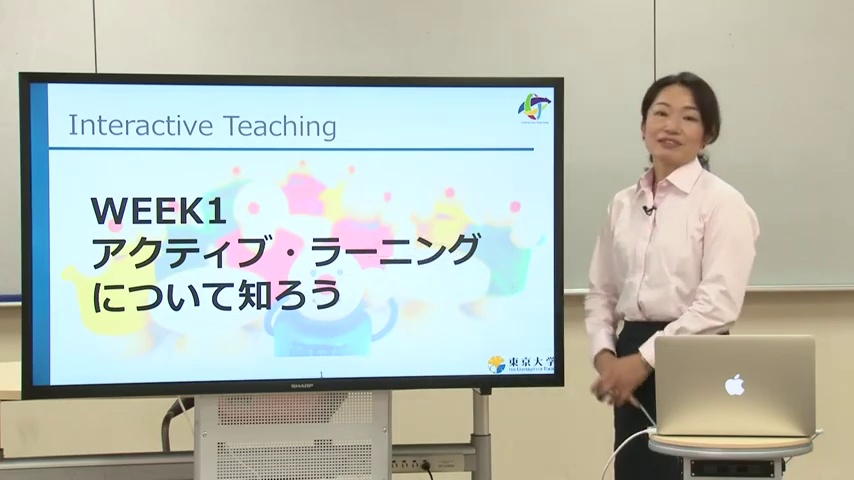 Interactive Teaching
WEEK1
アクティブ・ラーニング
について知ろう
東京大学
SHARP